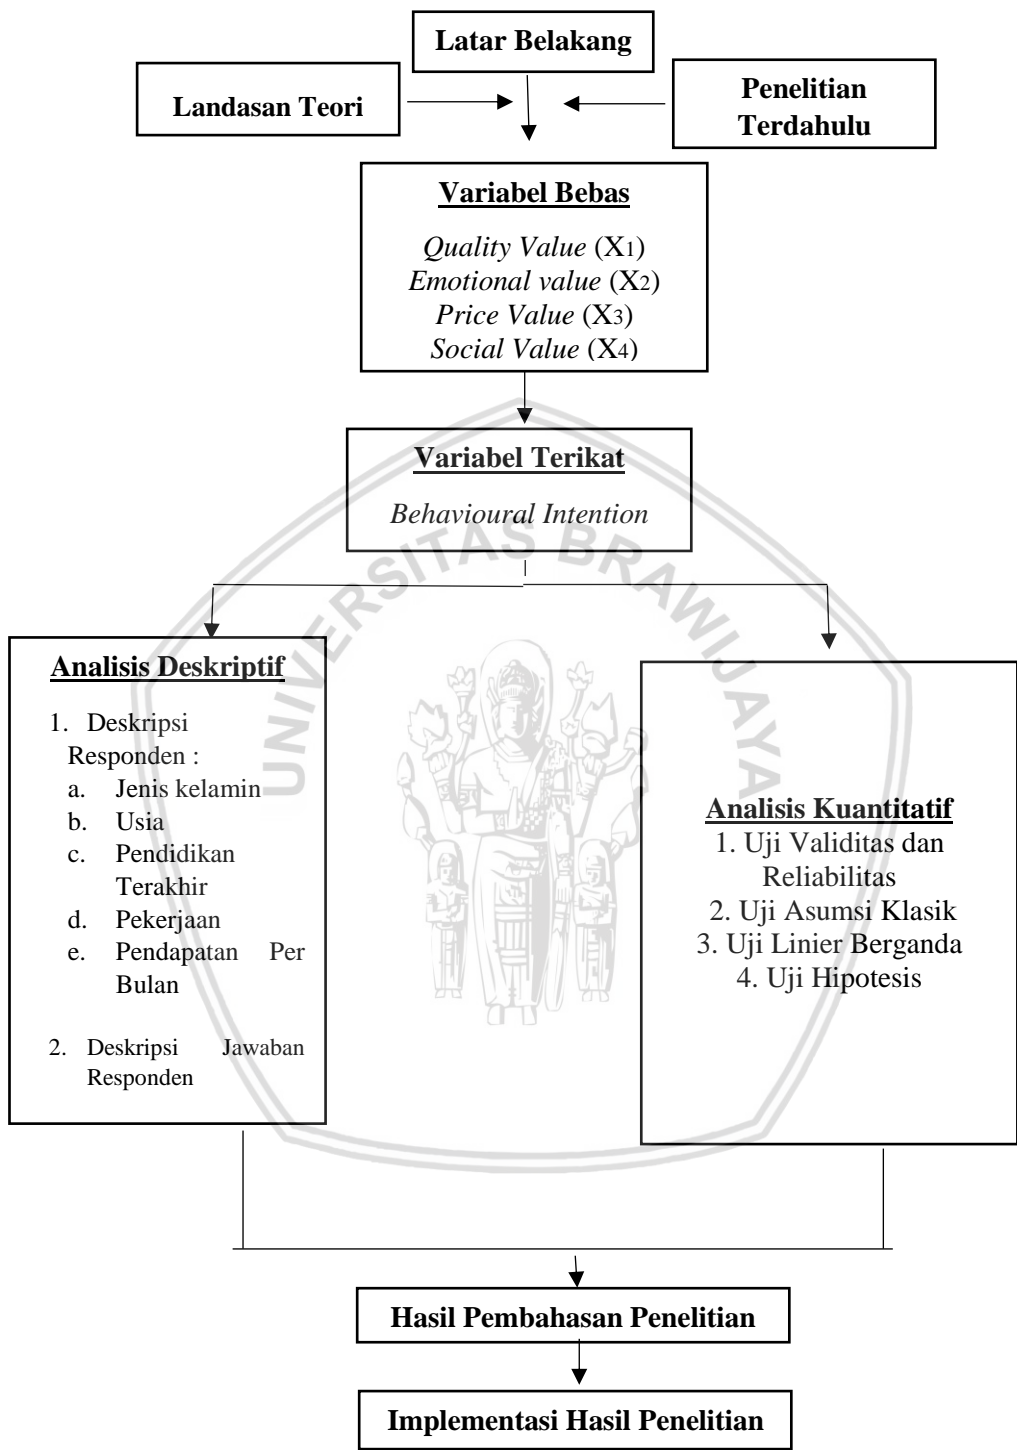 Latar Belakang
Landasan Teori
Penelitian
Terdahulu
Variabel Bebas
Quality Value (X1)
Emotional value (X2)
Price Value (X3)
Social Value (X4)
Variabel Terikat
Behavioural Intention
UNIVERSITAS BRAWIJAYA
Analisis Deskriptif
1. Deskripsi
Responden :
a. Jenis kelamin
b. Usia
c. Pendidikan
Terakhir
d. Pekerjaan
e. Pendapatan Per
Bulan
2. Deskripsi Jawaban
Responden
Analisis Kuantitatif
1. Uji Validitas dan
Reliabilitas
2. Uji Asumsi Klasik
3. Uji Linier Berganda
4. Uji Hipotesis
Hasil Pembahasan Penelitian
Implementasi Hasil Penelitian